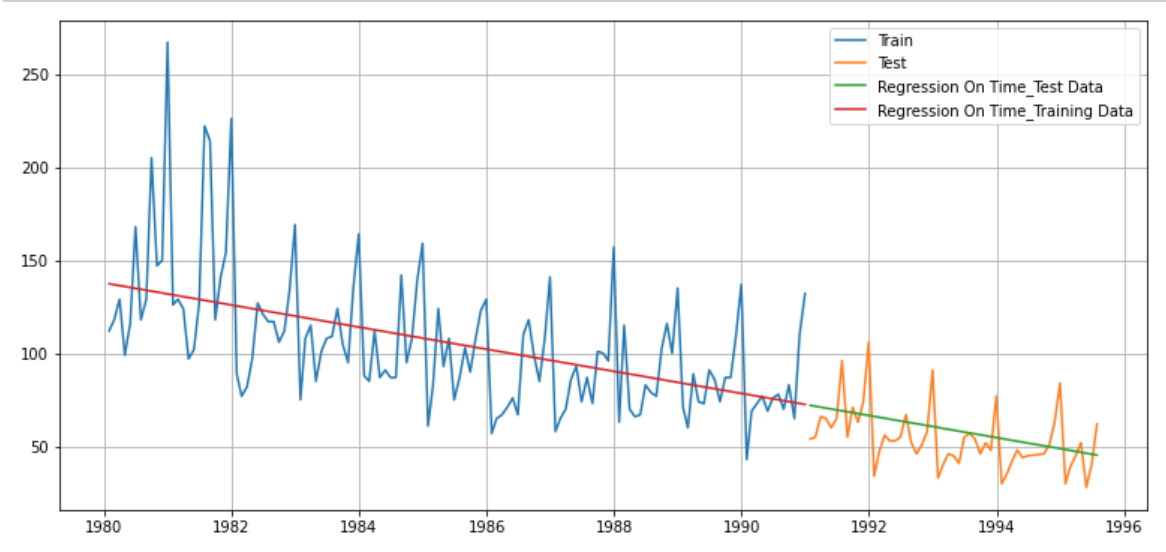 Train
Test
Regression On Time_Test Data
Regression On Time_Training Data
250
200
150
100
50
1980 1982 1984 1986 1988 1990 1992 1994 1996